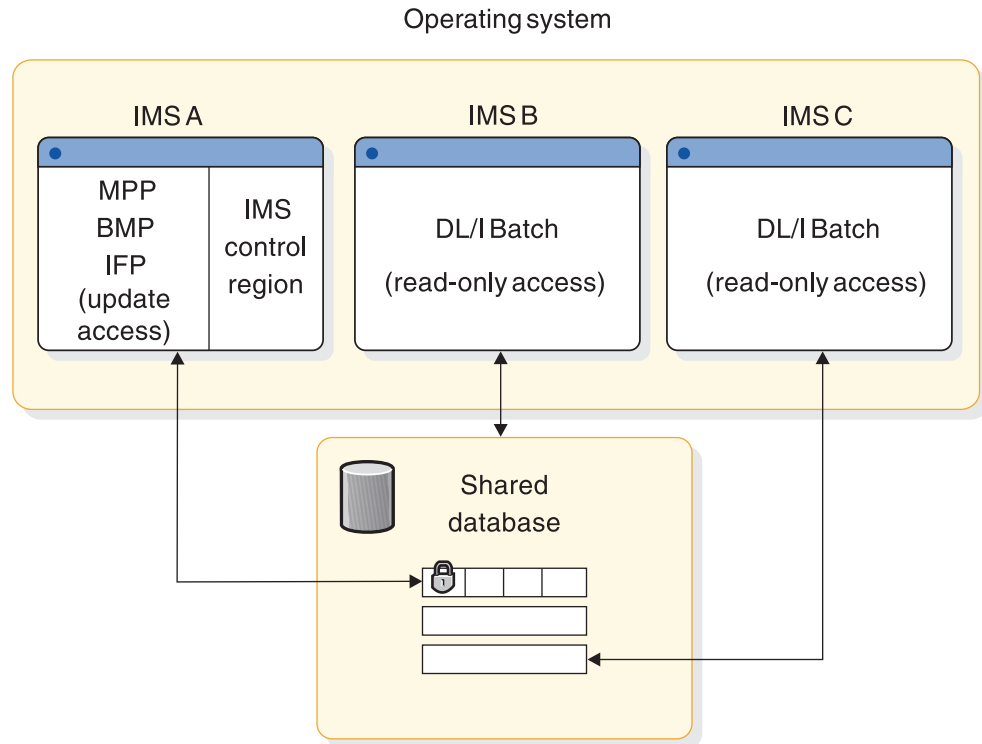 Operating system
IMS A
IMS B
IMS C
MPP
BMP
IFP
(update
access)
IMS
control
region
DL/I Batch
(read-only access)
DL/I Batch
(read-only access)
Shared
database
1